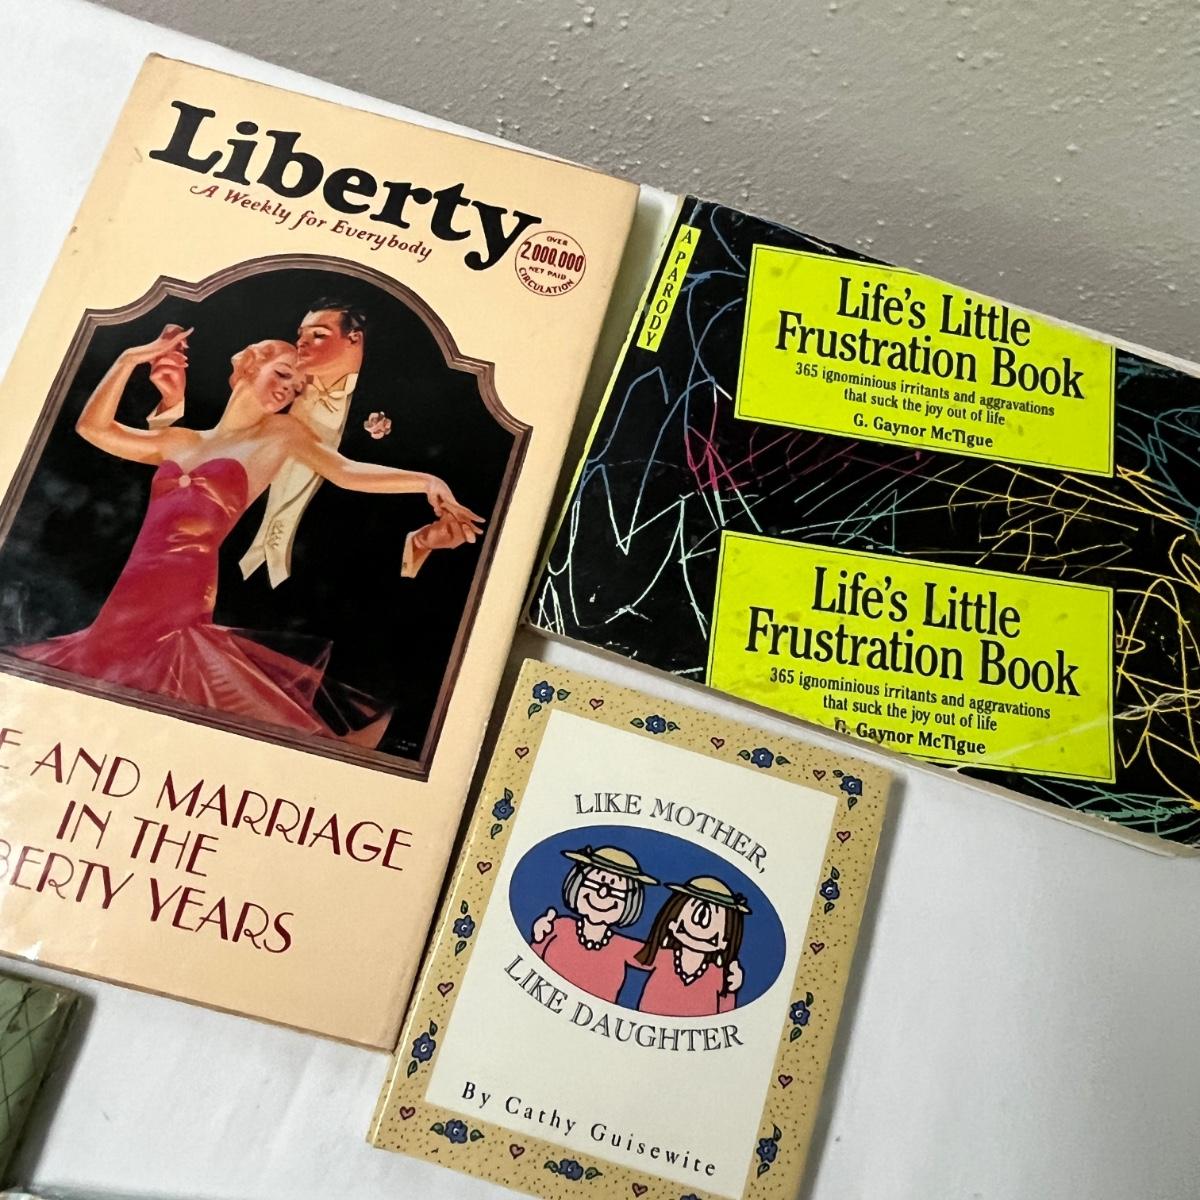 Liberty
A Weekly for Everybody
OVER
2,000,000
NET PAID
CIRCULATION
E AND MARRIAGE
IN THE
BERTY YEARS
A PARODY
Life's Little
Frustration Book
365 ignominious irritants and aggravations
that suck the joy out of life
G. Gaynor McTigue
Life's Little
Frustration Book
365 ignominious irritants and aggravations
that suck the joy out of life
G. Gaynor McTigue
LIKE MOTHER,
LIKE DAUGHTER
By Cathy Guisewite